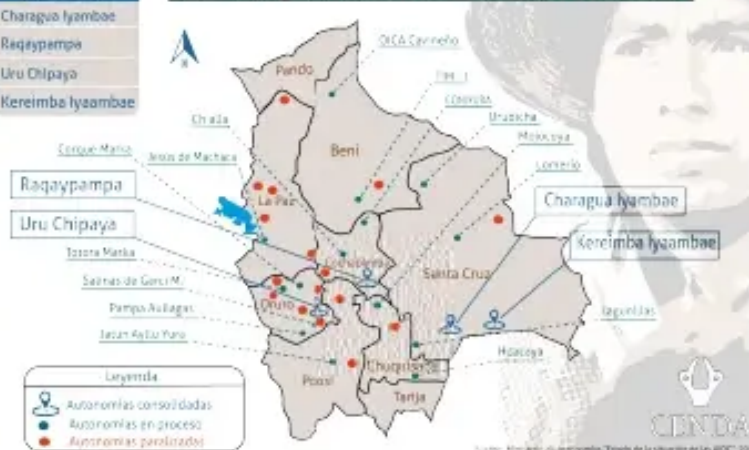 Charagua Iyambae
Raqaypampa
Uru Chipaya
Kereimba Iyaambae
OICA Cavineño
Pando
TIM - I
Urubicha
Mojocoya
Lomerío
Corque Marka
Jesús de Machaca
Beni
La Paz
Raqaypampa
Uru Chipaya
Charagua Iyambae
Kereimba Iyaambae
Cochabamba
Santa Cruz
Totora Marka
Salinas de Garci M.
Pampa Aullagas
Jatun Ayllu Yura
Oruro
Lagunillas
Huacaya
Potosí
Chuquisaca
Tarija
Leyenda
Autonomías consolidadas
Autonomías en proceso
Autonomías paralizadas
CENDA